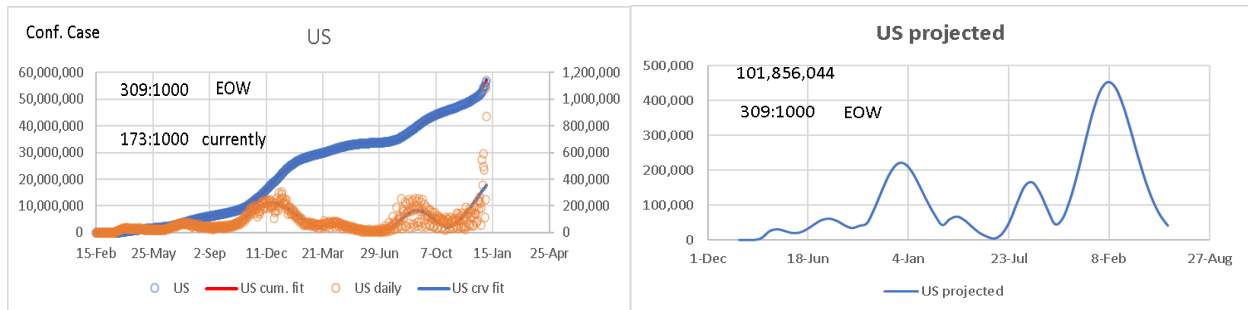 Conf. Case
US
60,000,000
50,000,000
40,000,000
30,000,000
20,000,000
10,000,000
0
309:1000 EOW
173:1000 currently
1,200,000
1,000,000
800,000
600,000
400,000
200,000
0
15-Feb 25-May 2-Sep 11-Dec 21-Mar 29-Jun 7-Oct 15-Jan 25-Apr
US US cum. fit US daily US crv fit
US projected
500,000
400,000
300,000
200,000
100,000
0
101,856,044
309:1000 EOW
1-Dec 18-Jun 4-Jan 23-Jul 8-Feb 27-Aug
US projected